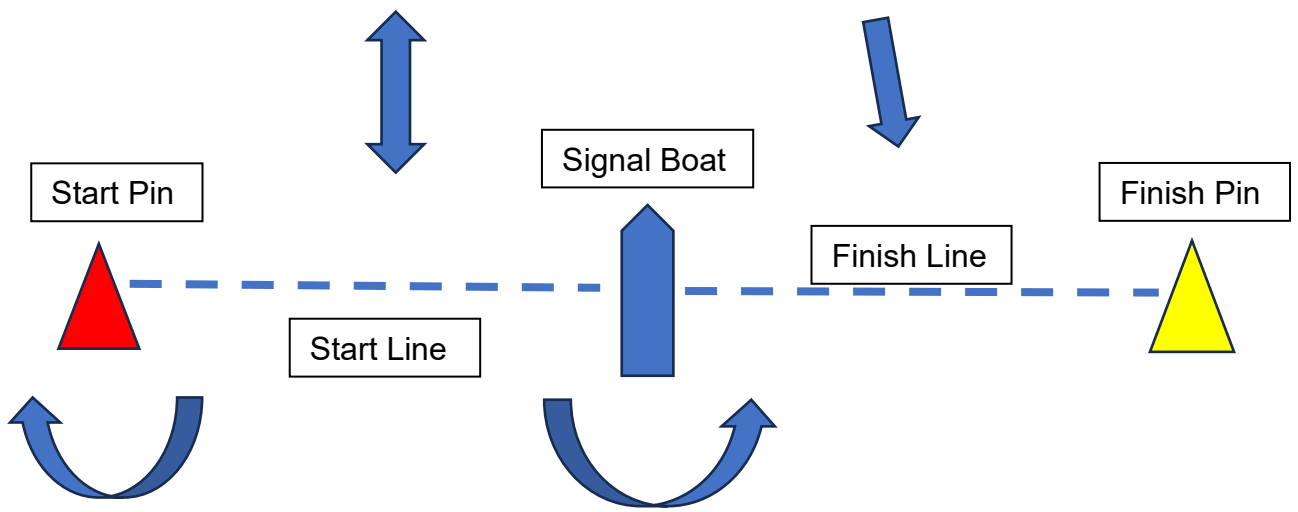 Signal Boat
Start Pin
Finish Pin
Finish Line
Start Line